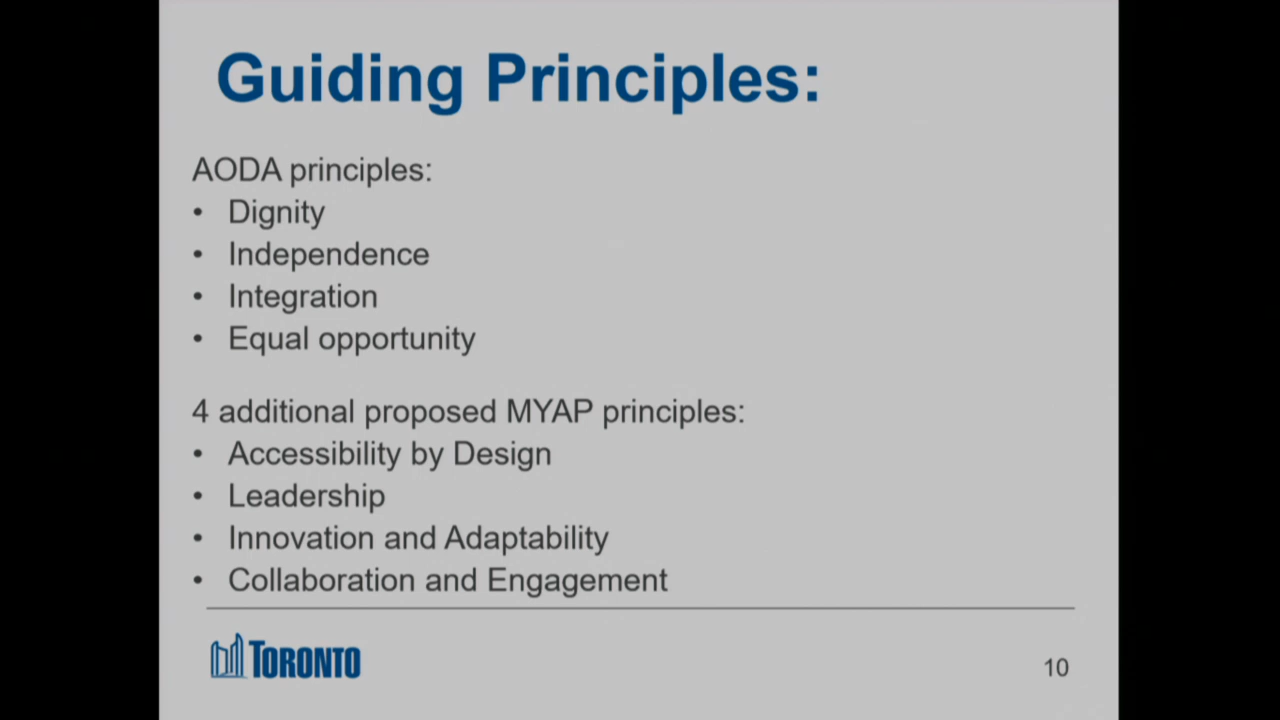 Guiding Principles:
AODA principles:
• Dignity
• Independence
• Integration
• Equal opportunity
4 additional proposed MYAP principles:
• Accessibility by Design
• Leadership
• Innovation and Adaptability
• Collaboration and Engagement
TORONTO
10